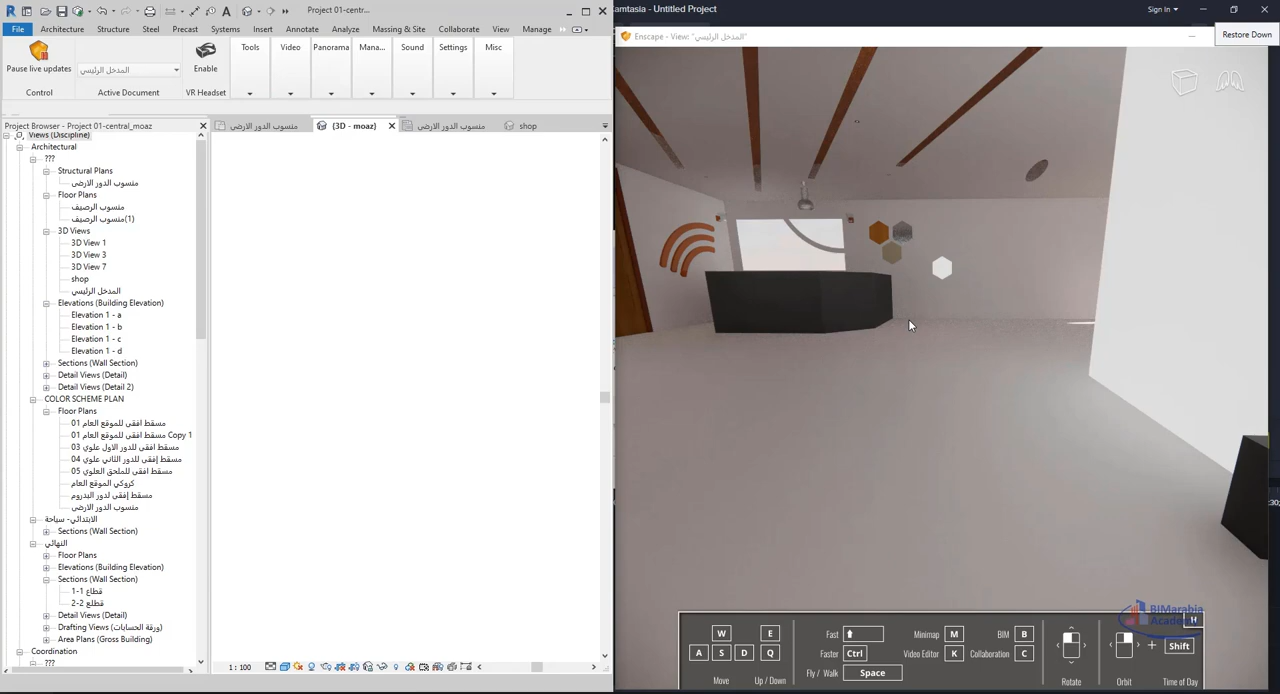 Project 01-centr...
File Architecture Structure Steel Precast Systems Insert Annotate Analyze Massing & Site Collaborate View Manage
Pause live updates
المدخل الرئيسي
Enable
Tools
Video
Panorama
Mana...
Sound
Settings
Misc
Control
Active Document
VR Headset
Project Browser - Project 01-central_moaz
منسوب الدور الارضى
{3D - moaz}
منسوب الدور الارضى
shop
Views (Discipline)
Architectural
???
Structural Plans
منسوب الدور الارضى
Floor Plans
منسوب الرصيف
منسوب الرصيف(1)
3D Views
3D View 1
3D View 3
3D View 7
shop
المدخل الرئيسي
Elevations (Building Elevation)
Elevation 1 - a
Elevation 1 - b
Elevation 1 - c
Elevation 1 - d
Sections (Wall Section)
Detail Views (Detail)
Detail Views (Detail 2)
COLOR SCHEME PLAN
Floor Plans
مسقط افقى للموقع العام 01
مسقط افقى للموقع العام 01 Copy 1
مسقط افقى للدور الاول علوي 03
مسقط إفقى للدور الثاني علوي 04
مسقط افقى للملحق العلوي 05
كروكي الموقع العام
مسقط إفقى لدور البدروم
منسوب الدور الارضى
الابتدائي- سياحة
Sections (Wall Section)
النهائي
Floor Plans
Elevations (Building Elevation)
Sections (Wall Section)
قطاع 1-1
قطلع 2-2
Detail Views (Detail)
Drafting Views (ورقة الحسابات)
Area Plans (Gross Building)
Coordination
???
1 : 100
Camtasia - Untitled Project
Sign In
Enscape - View: "المدخل الرئيسي"
Restore Down
BIMarabia
Academy
H
W E
A S D Q
Move
Up / Down
Fast
Faster Ctrl
Fly / Walk Space
Minimap M
Video Editor K
BIM B
Collaboration C
Rotate
Orbit
+ Shift
Time of Day